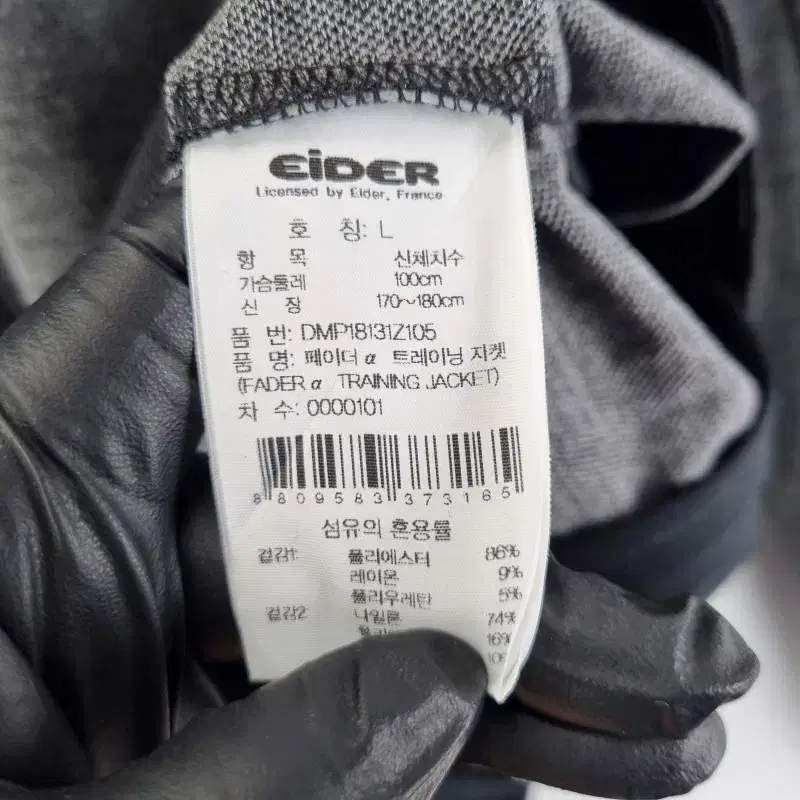 EiDER
Licensed by Eider, France
호 칭: L
항 목 신체치수
가슴둘레 100cm
신 장 170~180cm
품 번: DMP18131Z105
품 명: 페이더 α 트레이닝 자켓
(FADER α TRAINING JACKET)
차 수: 0000101
8809583373165
섬유의 혼용률
겉감1 폴리에스터 86%
레이온 9%
폴리우레탄 5%
겉감2 나일론 74%
16%